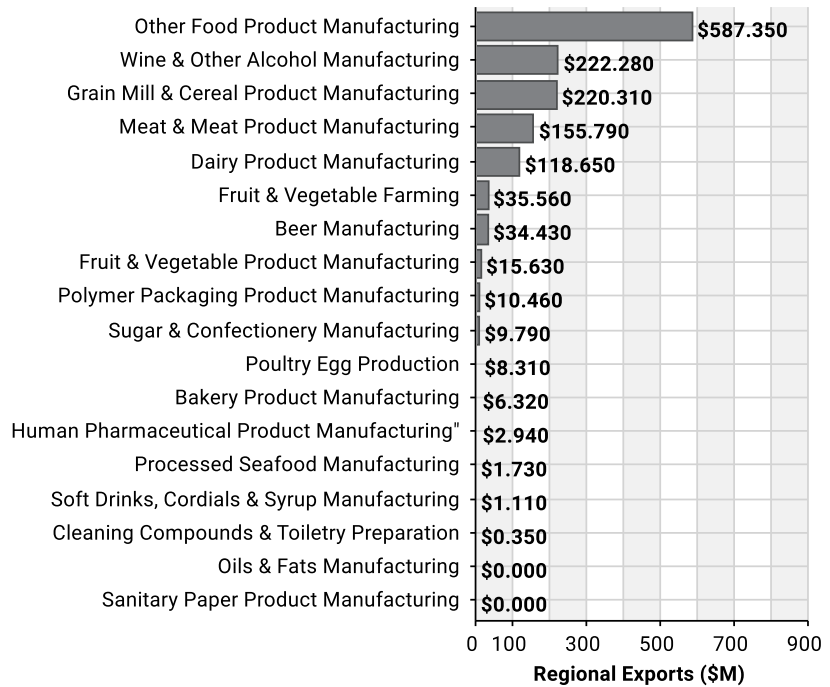 Other Food Product Manufacturing $587.350
Wine & Other Alcohol Manufacturing $222.280
Grain Mill & Cereal Product Manufacturing $220.310
Meat & Meat Product Manufacturing $155.790
Dairy Product Manufacturing $118.650
Fruit & Vegetable Farming $35.560
Beer Manufacturing $34.430
Fruit & Vegetable Product Manufacturing $15.630
Polymer Packaging Product Manufacturing $10.460
Sugar & Confectionery Manufacturing $9.790
Poultry Egg Production $8.310
Bakery Product Manufacturing $6.320
Human Pharmaceutical Product Manufacturing" $2.940
Processed Seafood Manufacturing $1.730
Soft Drinks, Cordials & Syrup Manufacturing $1.110
Cleaning Compounds & Toiletry Preparation $0.350
Oils & Fats Manufacturing $0.000
Sanitary Paper Product Manufacturing $0.000
0 100 300 500 700 900
Regional Exports ($M)